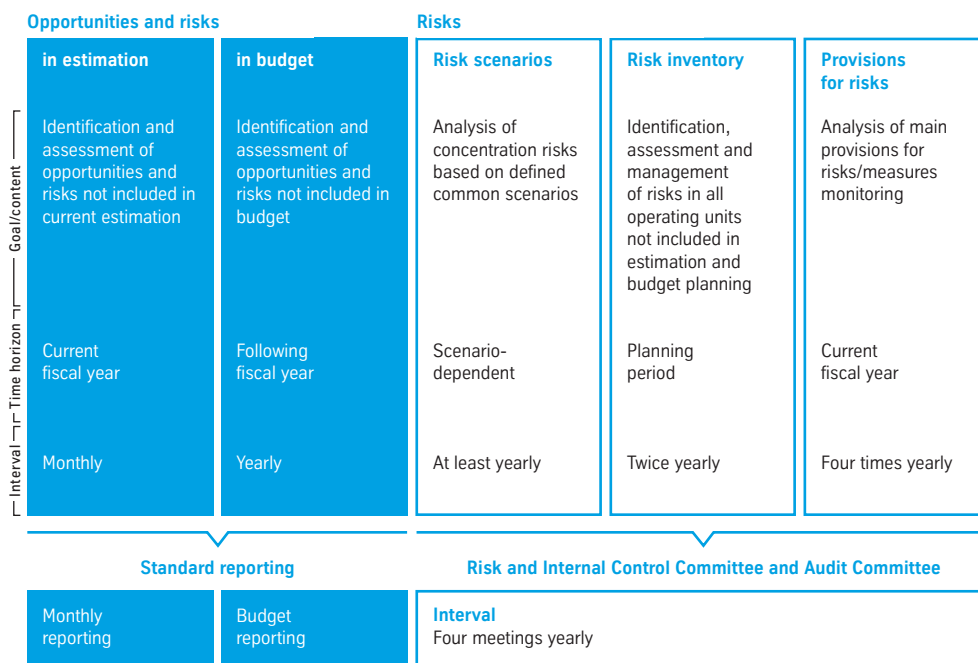 Opportunities and risks
Risks
in estimation
in budget
Risk scenarios
Risk inventory
Provisions
for risks
Goal/content
Identification and
assessment of
opportunities and
risks not included in
current estimation
Identification and
assessment of
opportunities and
risks not included in
budget
Analysis of
concentration risks
based on defined
common scenarios
Identification,
assessment and
management
of risks in all
operating units
not included in
estimation and
budget planning
Analysis of main
provisions for
risks/measures
monitoring
Time horizon
Current
fiscal year
Following
fiscal year
Scenario-
dependent
Planning
period
Current
fiscal year
Interval
Monthly
Yearly
At least yearly
Twice yearly
Four times yearly
Standard reporting
Risk and Internal Control Committee and Audit Committee
Monthly
reporting
Budget
reporting
Interval
Four meetings yearly